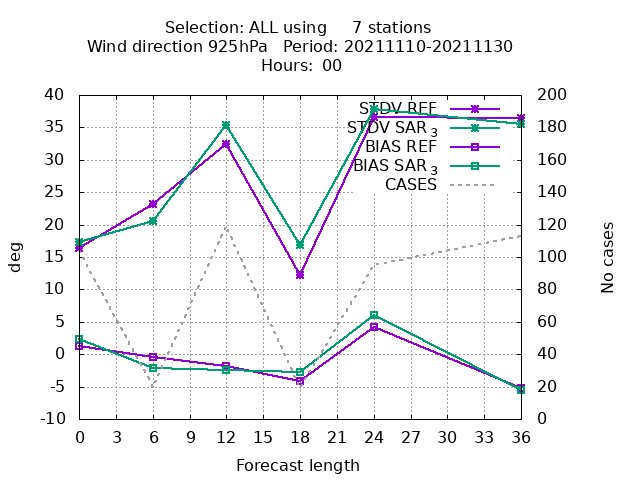 Selection: ALL using 7 stations
Wind direction 925hPa Period: 20211110-20211130
Hours: 00
40 200
35 180
30 160
25 140
20 120
15 100
10 80
5 60
0 40
-5 20
-10 0
STDV REF
STDV SAR 3
BIAS REF
BIAS SAR 3
CASES
deg
No cases
0 3 6 9 12 15 18 21 24 27 30 33 36
Forecast length